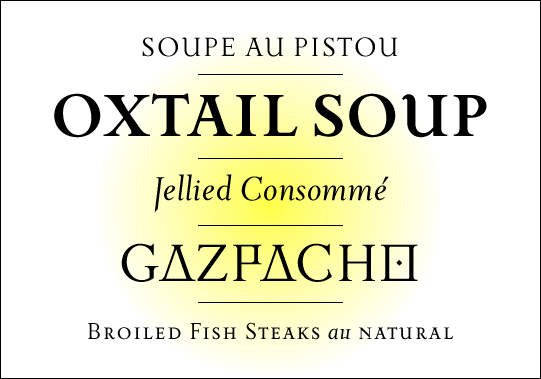 SOUPE AU PISTOU
OXTAIL SOUP
Jellied Consommé
GAZPACHO
BROILED FISH STEAKS au NATURAL